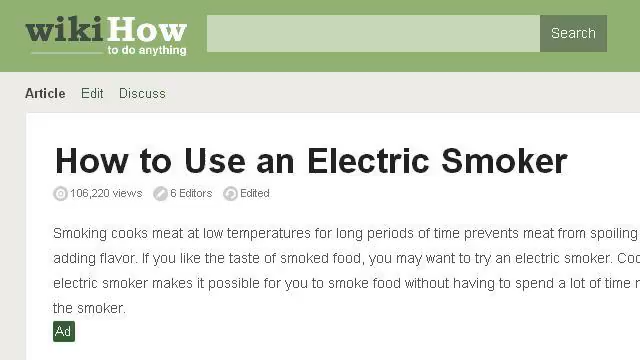 wikiHow
to do anything
Search
Article Edit Discuss
How to Use an Electric Smoker
106,220 views 6 Editors Edited
Smoking cooks meat at low temperatures for long periods of time prevents meat from spoiling
adding flavor. If you like the taste of smoked food, you may want to try an electric smoker.
electric smoker makes it possible for you to smoke food without having to spend a lot of time
the smoker.
Ad